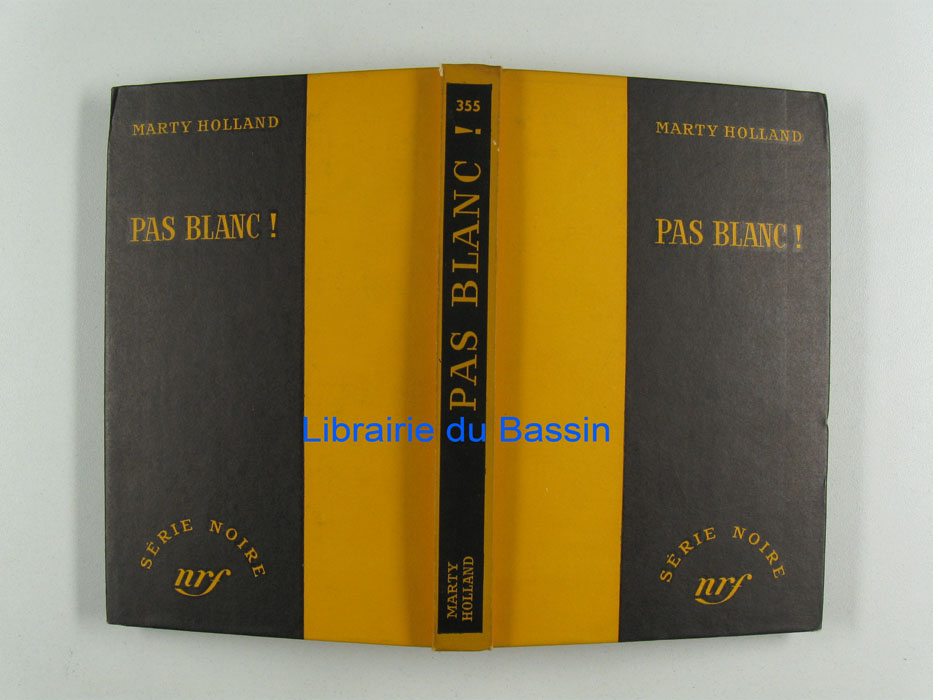 MARTY HOLLAND
PAS BLANC !
SÉRIE NOIRE
nrf
355
PAS BLANC !
MARTY
HOLLAND
MARTY HOLLAND
PAS BLANC !
SÉRIE NOIRE
nrf
Librairie du Bassin